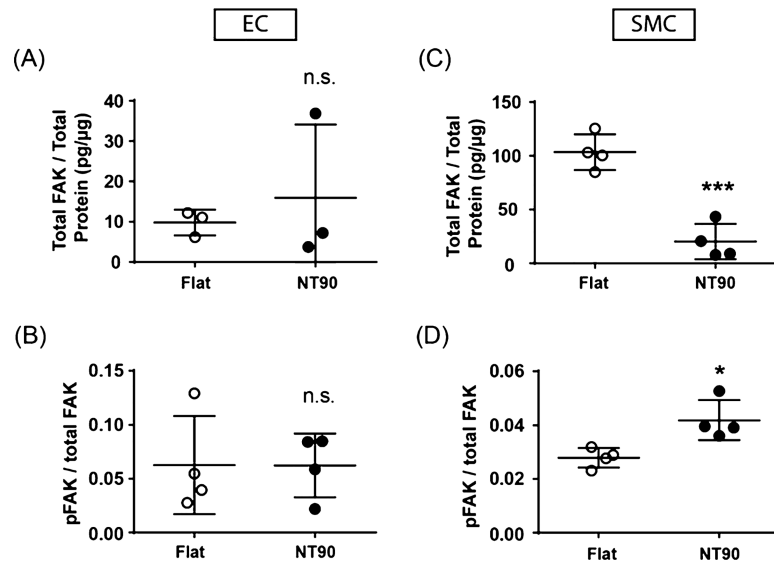 EC
SMC
(A)
n.s.
Total FAK / Total
Protein (pg/µg)
40
30
20
10
0
Flat
NT90
(C)
***
Total FAK / Total
Protein (pg/µg)
150
100
50
0
Flat
NT90
(B)
n.s.
pFAK / total FAK
0.15
0.10
0.05
0.00
Flat
NT90
(D)
*
pFAK / total FAK
0.06
0.04
0.02
0.00
Flat
NT90